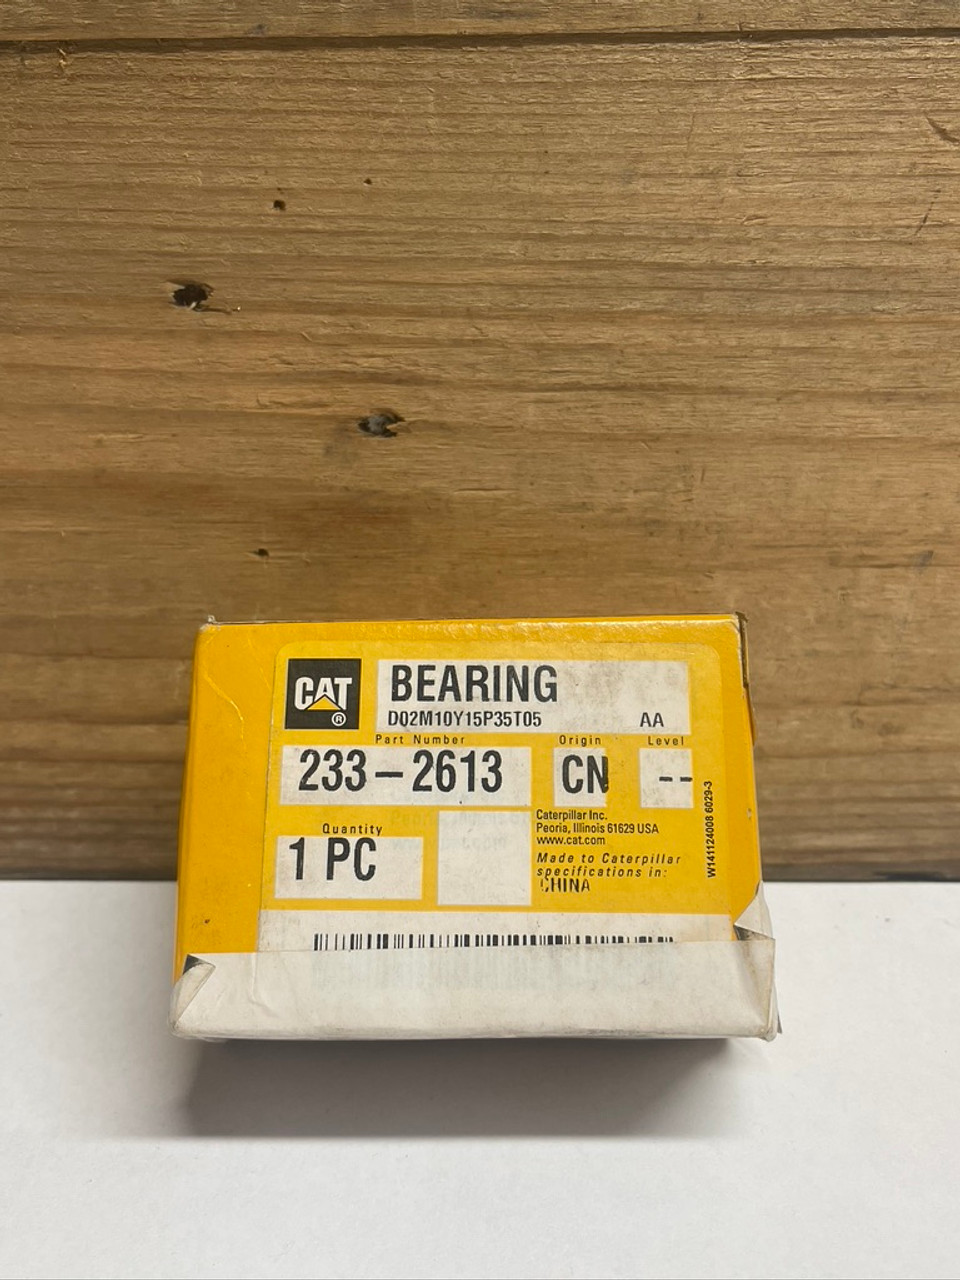 CAT
®
BEARING
D02M10Y15P35T05 AA
Part Number Origin Level
233-2613 CN --
Quantity
1 PC
Caterpillar Inc.
Peoria, Illinois 61629 USA
www.cat.com
Made to Caterpillar
specifications in:
CHINA
W141124008 6029-3